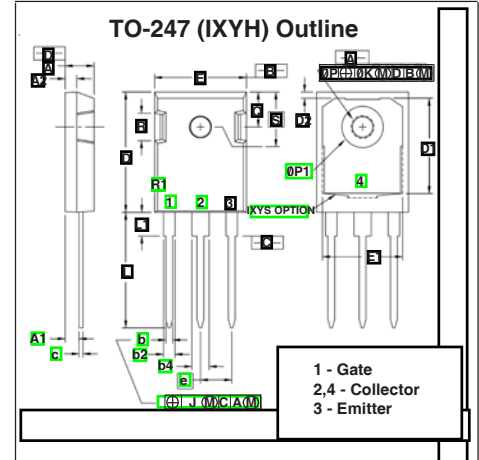 TO-247 (IXYH) Outline
D
A
A2
E
B
A
ØP ⊕ ØK Ⓜ D B Ⓜ
Q
S
D2
B
D
D1
ØP1
R1
4
1 2 3
IXYS OPTION
L1
C
L
E1
A1
b
c
b2
b4
e
⊕ J Ⓜ C A Ⓜ
1 - Gate
2,4 - Collector
3 - Emitter